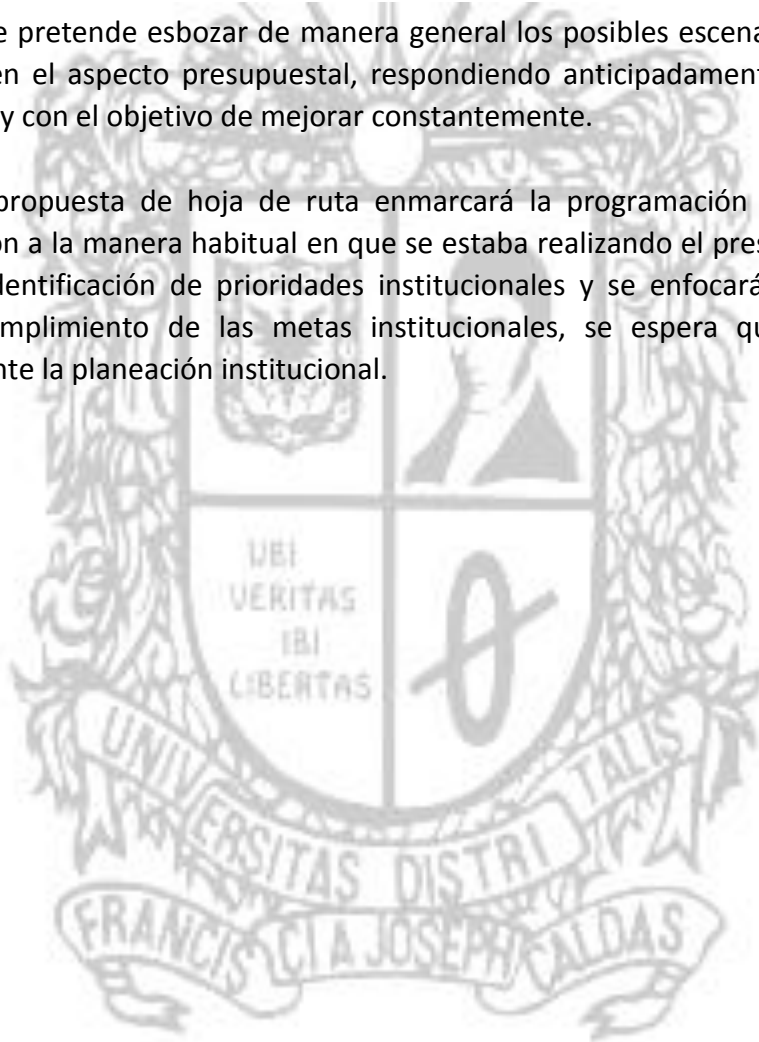 e pretende esbozar de manera general los posibles escena
en el aspecto presupuestal, respondiendo anticipadament
y con el objetivo de mejorar constantemente.
propuesta de hoja de ruta enmarcará la programación
n a la manera habitual en que se estaba realizando el pres
dentificación de prioridades institucionales y se enfocará
mplimiento de las metas institucionales, se espera qu
nte la planeación institucional.
UBI
VERITAS
IBI
LIBERTAS
UNIVERSITAS DISTRITALIS
FRANCISCI A JOSEPH CALDAS